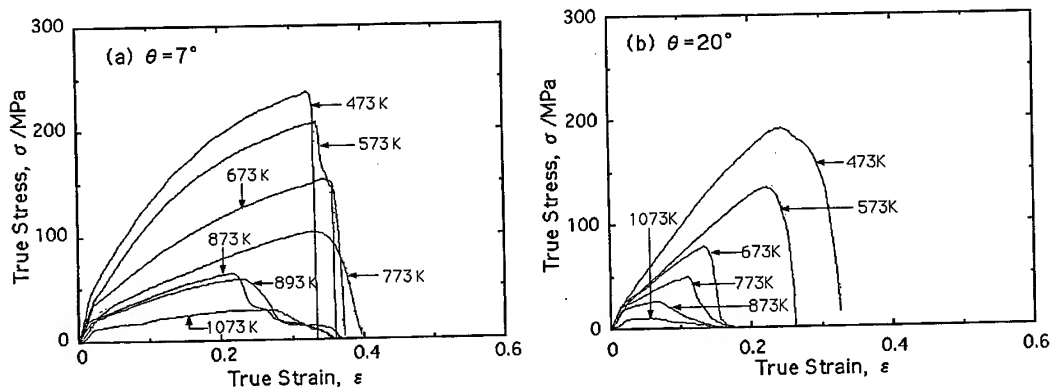 300
(a) θ = 7°
473 K
200
573 K
673 K
100
873 K
893 K
773 K
1073 K
0
0
0.2
0.4
0.6
True Stress, σ /MPa
True Strain, ε
300
(b) θ = 20°
200
473K
573K
1073K
100
673K
773K
873K
0
0
0.2
0.4
0.6
True Stress, σ /MPa
True Strain, ε